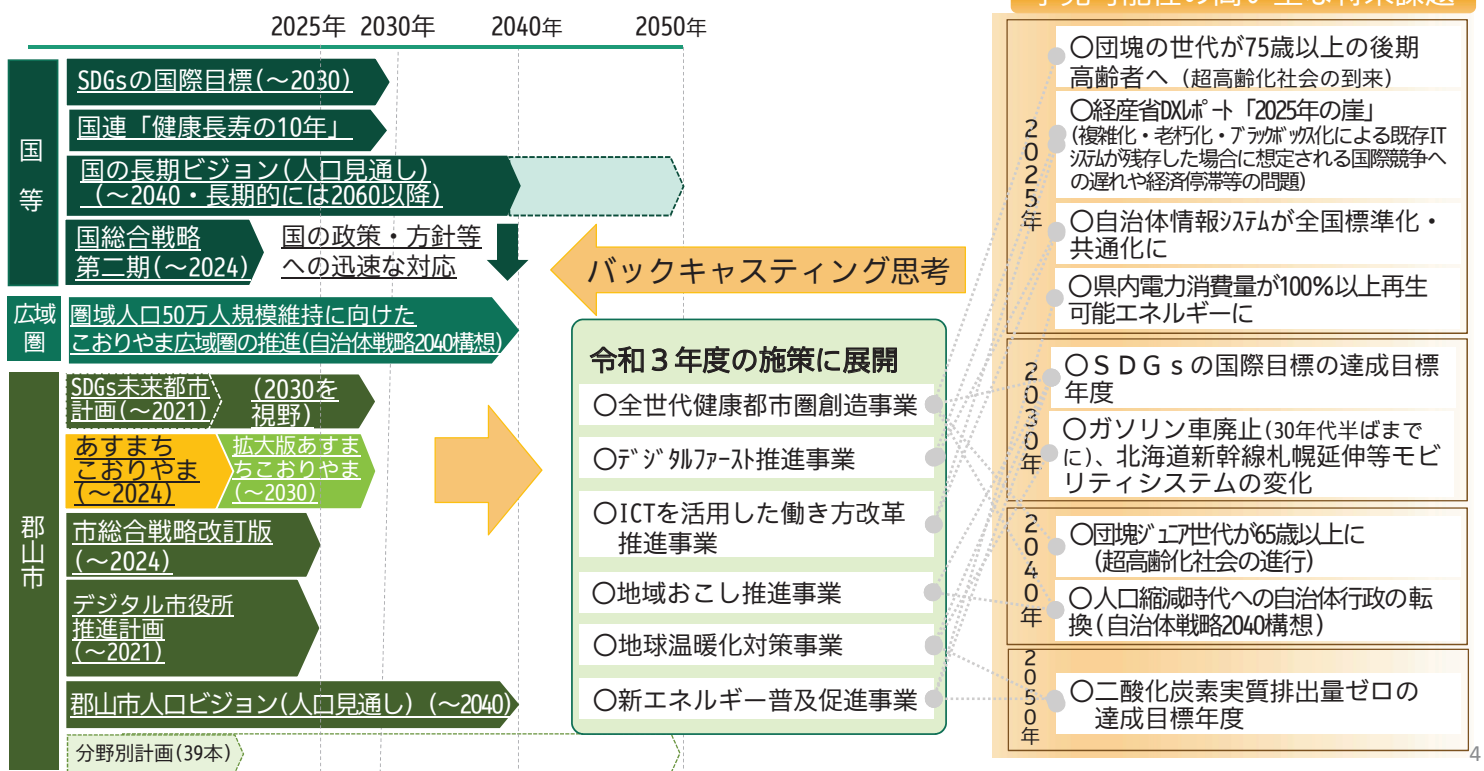 2025年 2030年 2040年 2050年
国等
SDGsの国際目標(～2030)
国連「健康長寿の10年」
国の長期ビジョン(人口見通し)
(～2040・長期的には2060以降)
国総合戦略
第二期(～2024)
国の政策・方針等
への迅速な対応
広域圏
圏域人口50万人規模維持に向けた
こおりやま広域圏の推進(自治体戦略2040構想)
郡山市
SDGs未来都市
計画(～2021)
(2030を
視野)
あすまち
こおりやま
(～2024)
拡大版あすま
ちこおりやま
(～2030)
市総合戦略改訂版
(～2024)
デジタル市役所
推進計画
(～2021)
郡山市人口ビジョン(人口見通し) (～2040)
分野別計画(39本)
バックキャスティング思考
令和３年度の施策に展開
〇全世代健康都市圏創造事業
〇ﾃﾞｼﾞﾀﾙﾌｧｰｽﾄ推進事業
〇ICTを活用した働き方改革
推進事業
〇地域おこし推進事業
〇地球温暖化対策事業
〇新エネルギー普及促進事業
予見可能性の高い主な将来課題
2025年
〇団塊の世代が75歳以上の後期
高齢者へ (超高齢化社会の到来)
〇経産省DXﾚﾎﾟｰﾄ「2025年の崖」
(複雑化・老朽化・ﾌﾞﾗｯｸﾎﾞｯｸｽ化による既存IT
ｼｽﾃﾑが残存した場合に想定される国際競争へ
の遅れや経済停滞等の問題)
〇自治体情報ｼｽﾃﾑが全国標準化・
共通化に
〇県内電力消費量が100%以上再生
可能エネルギーに
2030年
〇ＳＤＧｓの国際目標の達成目標
年度
〇ガソリン車廃止(30年代半ばまで
に)、北海道新幹線札幌延伸等モビ
リティシステムの変化
2040年
〇団塊ｼﾞｭﾆｱ世代が65歳以上に
(超高齢化社会の進行)
〇人口縮減時代への自治体行政の転
換(自治体戦略2040構想)
2050年
〇二酸化炭素実質排出量ゼロの
達成目標年度
4